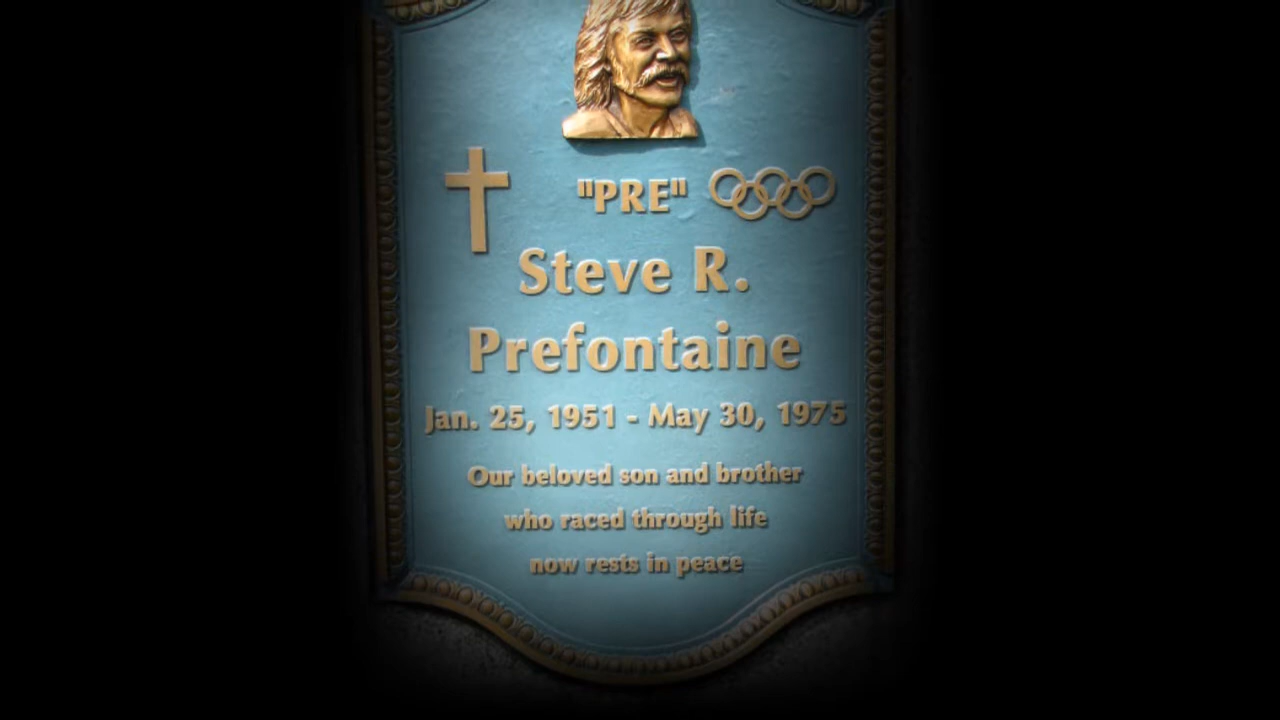 "PRE"
Steve R.
Prefontaine
Jan. 25, 1951 - May 30, 1975
Our beloved son and brother
who raced through life
now rests in peace